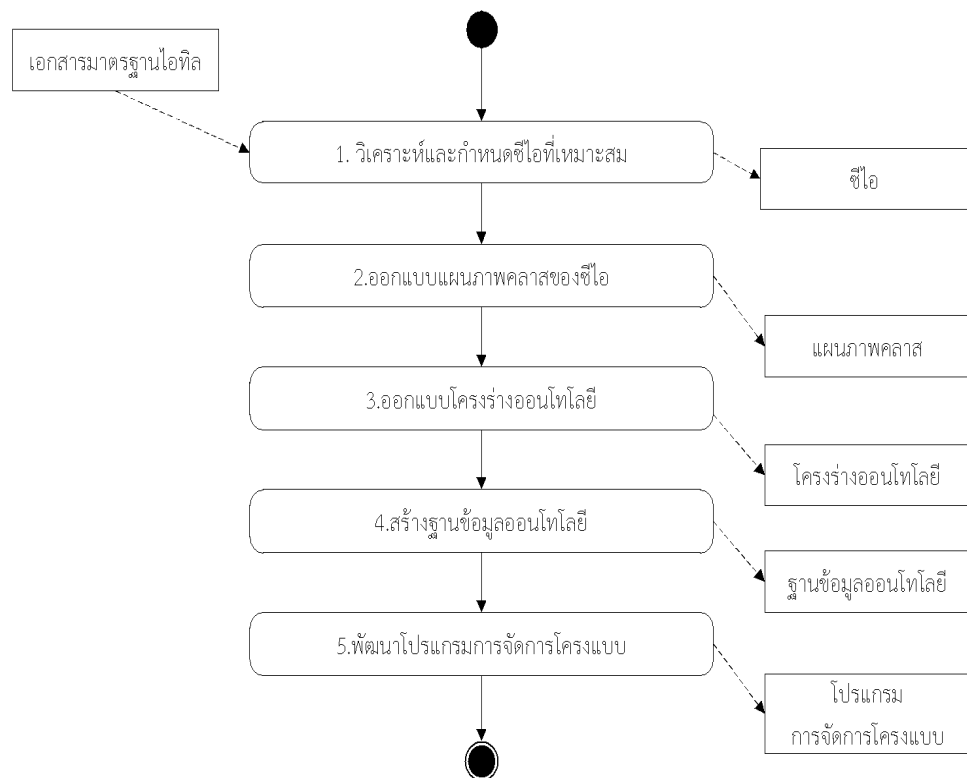 เอกสารมาตรฐานไอทิล
1. วิเคราะห์และกำหนดซีไอที่เหมาะสม
ซีไอ
2.ออกแบบแผนภาพคลาสของซีไอ
แผนภาพคลาส
3.ออกแบบโครงร่างออนโทโลยี
โครงร่างออนโทโลยี
4.สร้างฐานข้อมูลออนโทโลยี
ฐานข้อมูลออนโทโลยี
5.พัฒนาโปรแกรมการจัดการโครงแบบ
โปรแกรม
การจัดการโครงแบบ